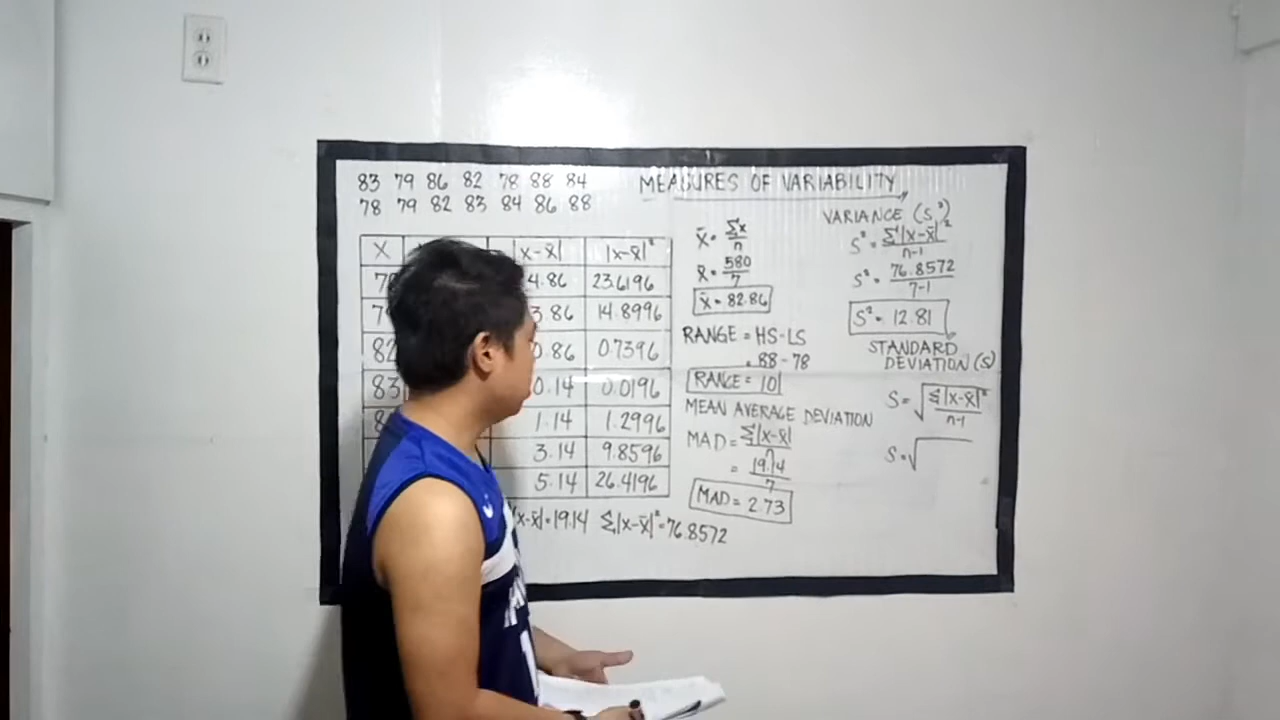 83 79 86 82 78 88 84
78 79 82 83 84 86 88
MEASURES OF VARIABILITY
X |x-x̄| |x-x̄|²
4.86 23.6196
3.86 14.8996
82 0.86 0.7396
83 0.14 0.0196
1.14 1.2996
3.14 9.8596
5.14 26.4196
|x-x̄|=19.14 Σ|x-x̄|²=76.8572
x̄ = Σx/n
x̄ = 580/7
x̄ = 82.86
RANGE = HS-LS
= 88-78
RANGE = 10
MEAN AVERAGE DEVIATION
MAD = Σ|x-x̄|/n
= 19.14/7
MAD = 2.73
VARIANCE (S²)
S² = Σ|x-x̄|²/n-1
S² = 76.8572/7-1
S² = 12.81
STANDARD
DEVIATION (S)
S = √Σ|x-x̄|²/n-1
S = √